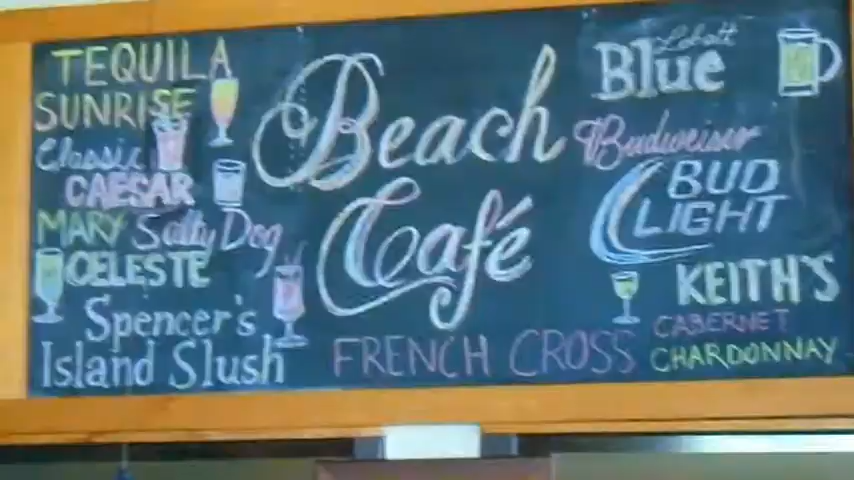 TEQUILA
SUNRISE
Classic
CAESAR
MARY Salty Dog
CELESTE
Spencer's
Island Slush
Beach
Café
FRENCH CROSS
Labatt
Blue
Budweiser
BUD
LIGHT
KEITH'S
CABERNET
CHARDONNAY